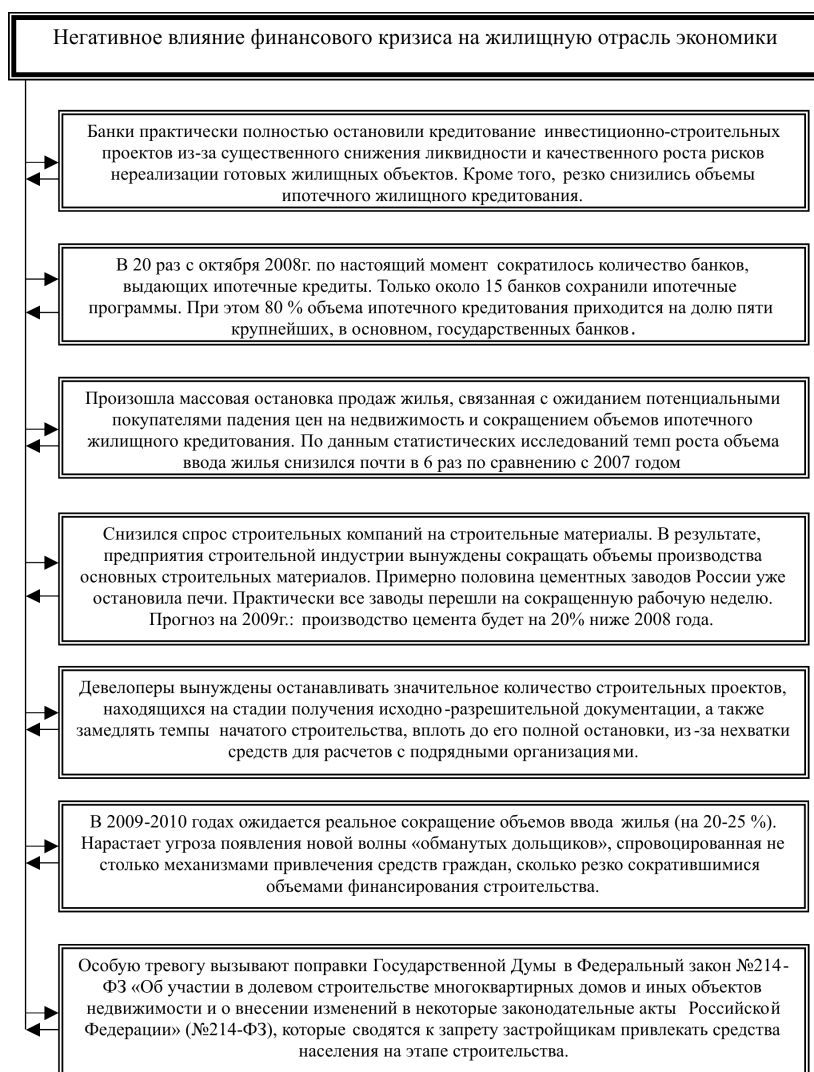 Негативное влияние финансового кризиса на жилищную отрасль экономики
Банки практически полностью остановили кредитование инвестиционно-строительных
проектов из-за существенного снижения ликвидности и качественного роста рисков
нереализации готовых жилищных объектов. Кроме того, резко снизились объемы
ипотечного жилищного кредитования.
В 20 раз с октября 2008г. по настоящий момент сократилось количество банков,
выдающих ипотечные кредиты. Только около 15 банков сохранили ипотечные
программы. При этом 80 % объема ипотечного кредитования приходится на долю пяти
крупнейших, в основном, государственных банков.
Произошла массовая остановка продаж жилья, связанная с ожиданием потенциальными
покупателями падения цен на недвижимость и сокращением объемов ипотечного
жилищного кредитования. По данным статистических исследований темп роста объема
ввода жилья снизился почти в 6 раз по сравнению с 2007 годом
Снизился спрос строительных компаний на строительные материалы. В результате,
предприятия строительной индустрии вынуждены сокращать объемы производства
основных строительных материалов. Примерно половина цементных заводов России уже
остановила печи. Практически все заводы перешли на сокращенную рабочую неделю.
Прогноз на 2009г.: производство цемента будет на 20% ниже 2008 года.
Девелоперы вынуждены останавливать значительное количество строительных проектов,
находящихся на стадии получения исходно-разрешительной документации, а также
замедлять темпы начатого строительства, вплоть до его полной остановки, из-за нехватки
средств для расчетов с подрядными организациями.
В 2009-2010 годах ожидается реальное сокращение объемов ввода жилья (на 20-25 %).
Нарастает угроза появления новой волны «обманутых дольщиков», спровоцированная не
столько механизмами привлечения средств граждан, сколько резко сократившимися
объемами финансирования строительства.
Особую тревогу вызывают поправки Государственной Думы в Федеральный закон №214-
ФЗ «Об участии в долевом строительстве многоквартирных домов и иных объектов
недвижимости и о внесении изменений в некоторые законодательные акты Российской
Федерации» (№214-ФЗ), которые сводятся к запрету застройщикам привлекать средства
населения на этапе строительства.